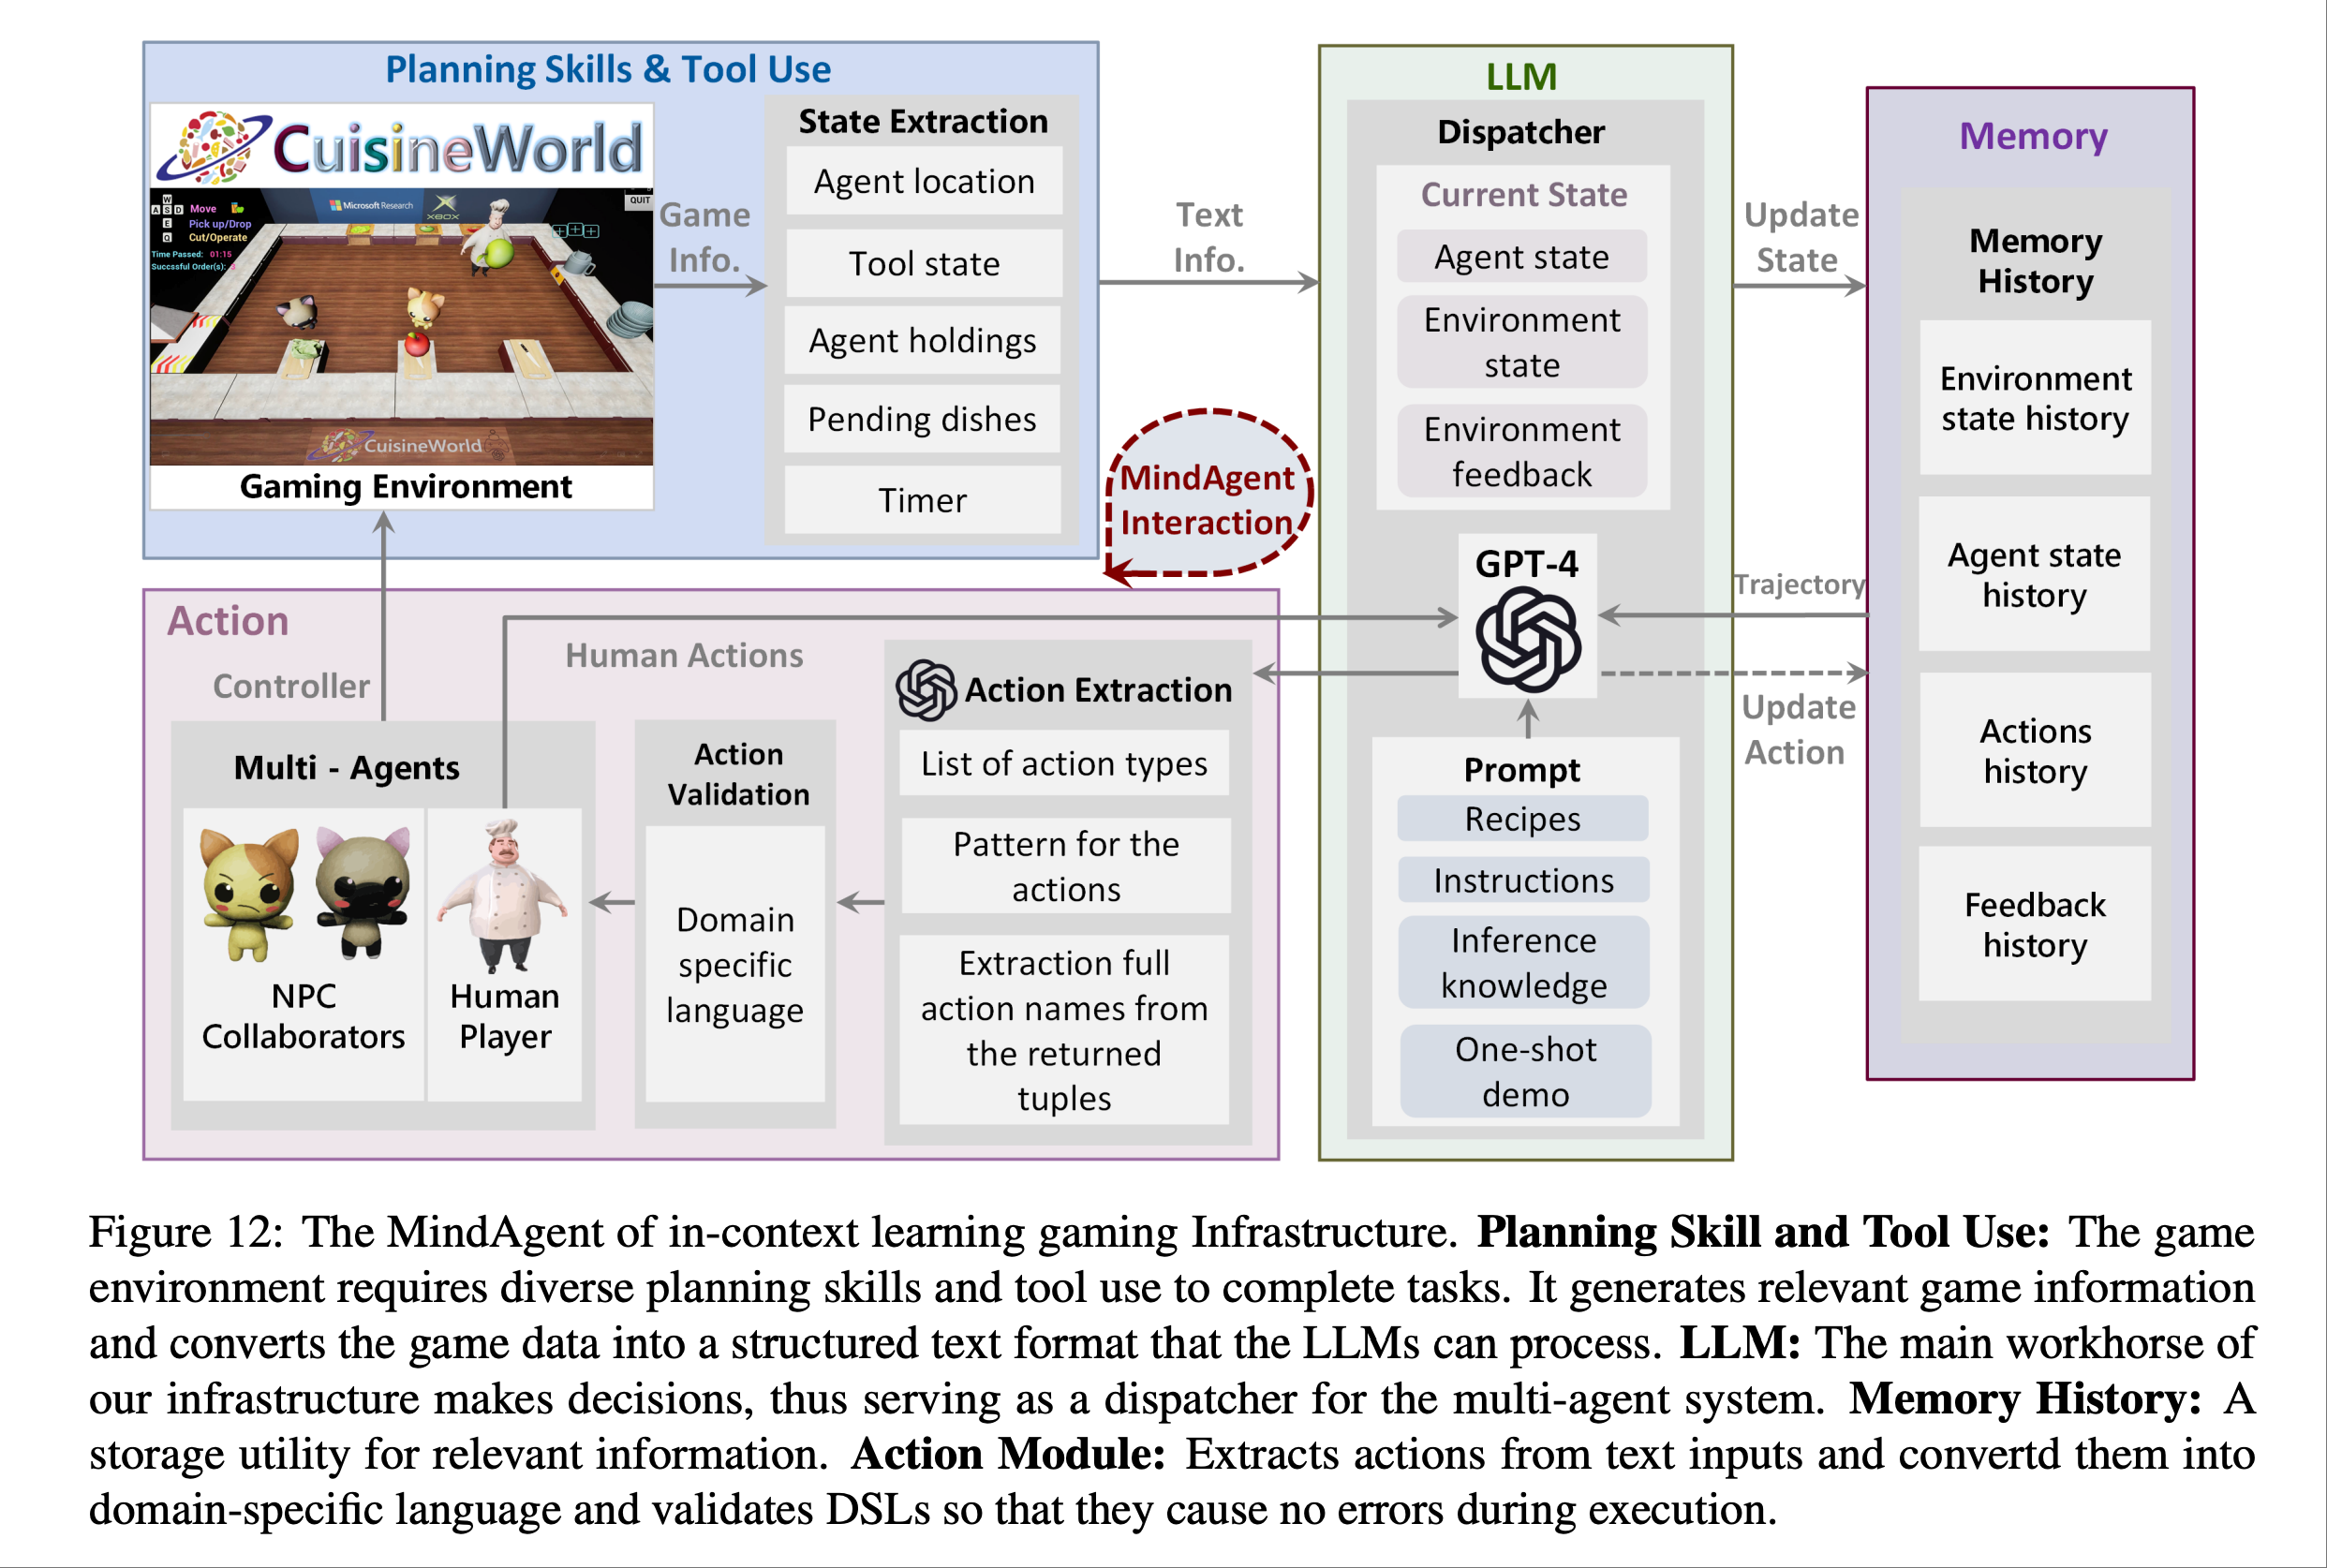 Planning Skills & Tool Use
CuisineWorld
W
A S D Move
E Pick up/Drop
Q Cut/Operate
Time Passed: 01:15
Succssful Order(s):
Microsoft Research
XBOX
QUIT
CuisineWorld
Gaming Environment
Game
Info.
State Extraction
Agent location
Tool state
Agent holdings
Pending dishes
Timer
Text
Info.
MindAgent
Interaction
LLM
Dispatcher
Current State
Agent state
Environment
state
Environment
feedback
GPT-4
Prompt
Recipes
Instructions
Inference
knowledge
One-shot
demo
Update
State
Trajectory
Update
Action
Memory
Memory
History
Environment
state history
Agent state
history
Actions
history
Feedback
history
Action
Controller
Human Actions
Multi - Agents
NPC
Collaborators
Human
Player
Action
Validation
Domain
specific
language
Action Extraction
List of action types
Pattern for the
actions
Extraction full
action names from
the returned
tuples
Figure 12: The MindAgent of in-context learning gaming Infrastructure. Planning Skill and Tool Use: The game
environment requires diverse planning skills and tool use to complete tasks. It generates relevant game information
and converts the game data into a structured text format that the LLMs can process. LLM: The main workhorse of
our infrastructure makes decisions, thus serving as a dispatcher for the multi-agent system. Memory History: A
storage utility for relevant information. Action Module: Extracts actions from text inputs and convertd them into
domain-specific language and validates DSLs so that they cause no errors during execution.